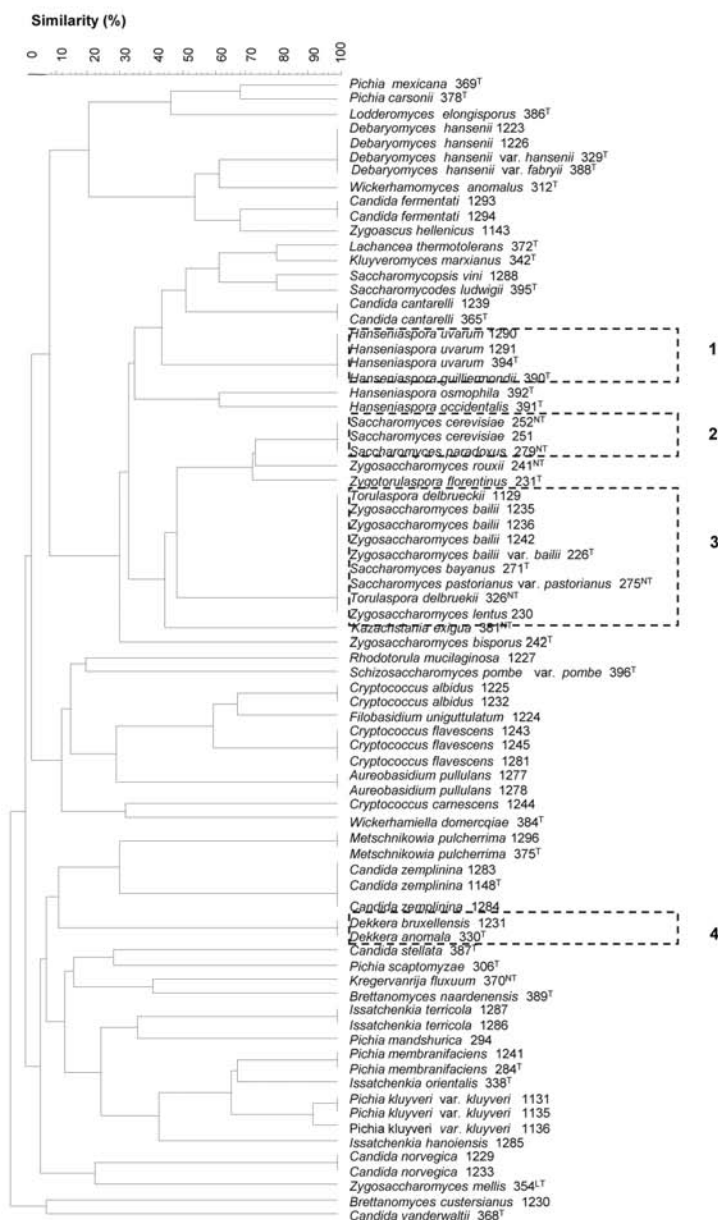 Similarity (%)
0 10 20 30 40 50 60 70 80 90 100
Pichia mexicana 369T
Pichia carsonii 378T
Lodderomyces elongisporus 386T
Debaryomyces hansenii 1223
Debaryomyces hansenii 1226
Debaryomyces hansenii var. hansenii 329T
Debaryomyces hansenii var. fabryii 388T
Wickerhamomyces anomalus 312T
Candida fermentati 1293
Candida fermentati 1294
Zygoascus hellenicus 1143
Lachancea thermotolerans 372T
Kluyveromyces marxianus 342T
Saccharomycopsis vini 1288
Saccharomycodes ludwigii 395T
Candida cantarelli 1239
Candida cantarelli 365T
Hanseniaspora uvarum 1290
1
Hanseniaspora uvarum 1291
Hanseniaspora uvarum 394T
Hanseniaspora guilliermondii 390T
Hanseniaspora osmophila 392T
Hanseniaspora occidentalis 391T
Saccharomyces cerevisiae 252NT
2
Saccharomyces cerevisiae 251
Saccharomyces paradoxus 279NT
Zygosaccharomyces rouxii 241NT
Zygotorulaspora florentinus 231T
Torulaspora delbrueckii 1129
Zygosaccharomyces bailii 1235
Zygosaccharomyces bailii 1236
3
Zygosaccharomyces bailii 1242
Zygosaccharomyces bailii var. bailii 226T
Saccharomyces bayanus 271T
Saccharomyces pastorianus var. pastorianus 275NT
Torulaspora delbruekii 326NT
Zygosaccharomyces lentus 230
Kazachstania exigua 381NT
Zygosaccharomyces bisporus 242T
Rhodotorula mucilaginosa 1227
Schizosaccharomyces pombe var. pombe 396T
Cryptococcus albidus 1225
Cryptococcus albidus 1232
Filobasidium uniguttulatum 1224
Cryptococcus flavescens 1243
Cryptococcus flavescens 1245
Cryptococcus flavescens 1281
Aureobasidium pullulans 1277
Aureobasidium pullulans 1278
Cryptococcus carnescens 1244
Wickerhamiella domercqiae 384T
Metschnikowia pulcherrima 1296
Metschnikowia pulcherrima 375T
Candida zemplinina 1283
Candida zemplinina 1148T
Candida zemplinina 1284
Dekkera bruxellensis 1231
4
Dekkera anomala 330T
Candida stellata 387T
Pichia scaptomyzae 306T
Kregervanrija fluxuum 370NT
Brettanomyces naardenensis 389T
Issatchenkia terricola 1287
Issatchenkia terricola 1286
Pichia mandshurica 294
Pichia membranifaciens 1241
Pichia membranifaciens 284T
Issatchenkia orientalis 338T
Pichia kluyveri var. kluyveri 1131
Pichia kluyveri var. kluyveri 1135
Pichia kluyveri var. kluyveri 1136
Issatchenkia hanoiensis 1285
Candida norvegica 1229
Candida norvegica 1233
Zygosaccharomyces mellis 354LT
Brettanomyces custersianus 1230
Candida vanderwaltii 368T